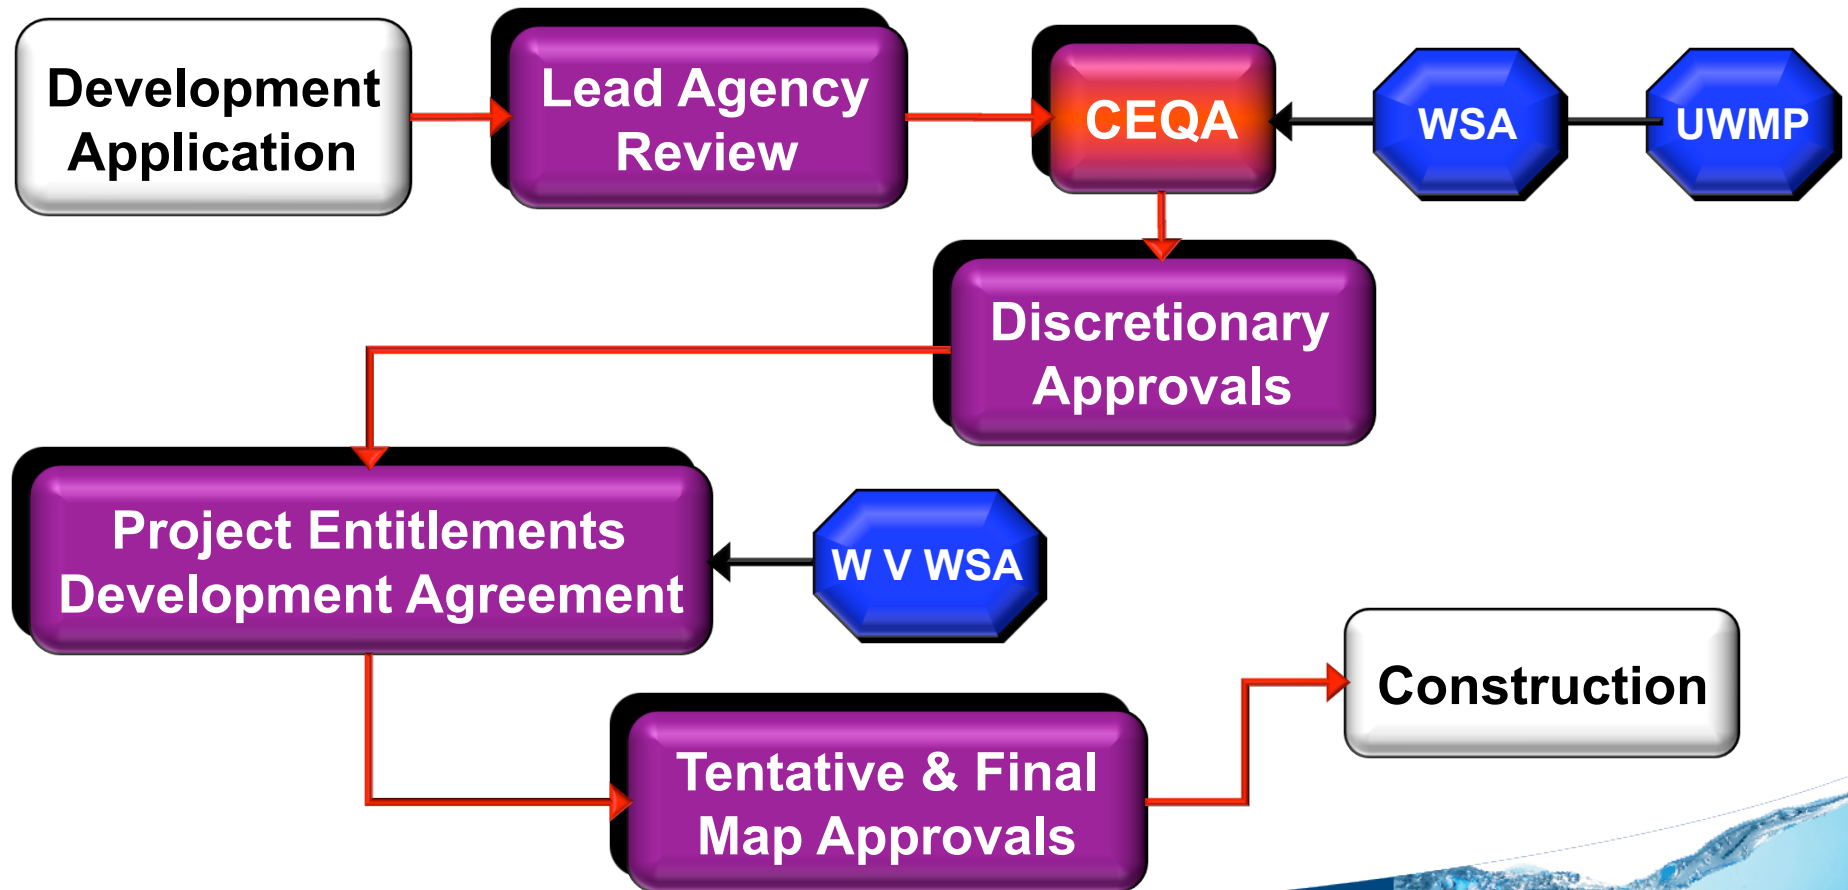 Development
Application
Lead Agency
Review
CEQA
WSA
UWMP
Discretionary
Approvals
Project Entitlements
Development Agreement
W V WSA
Tentative & Final
Map Approvals
Construction